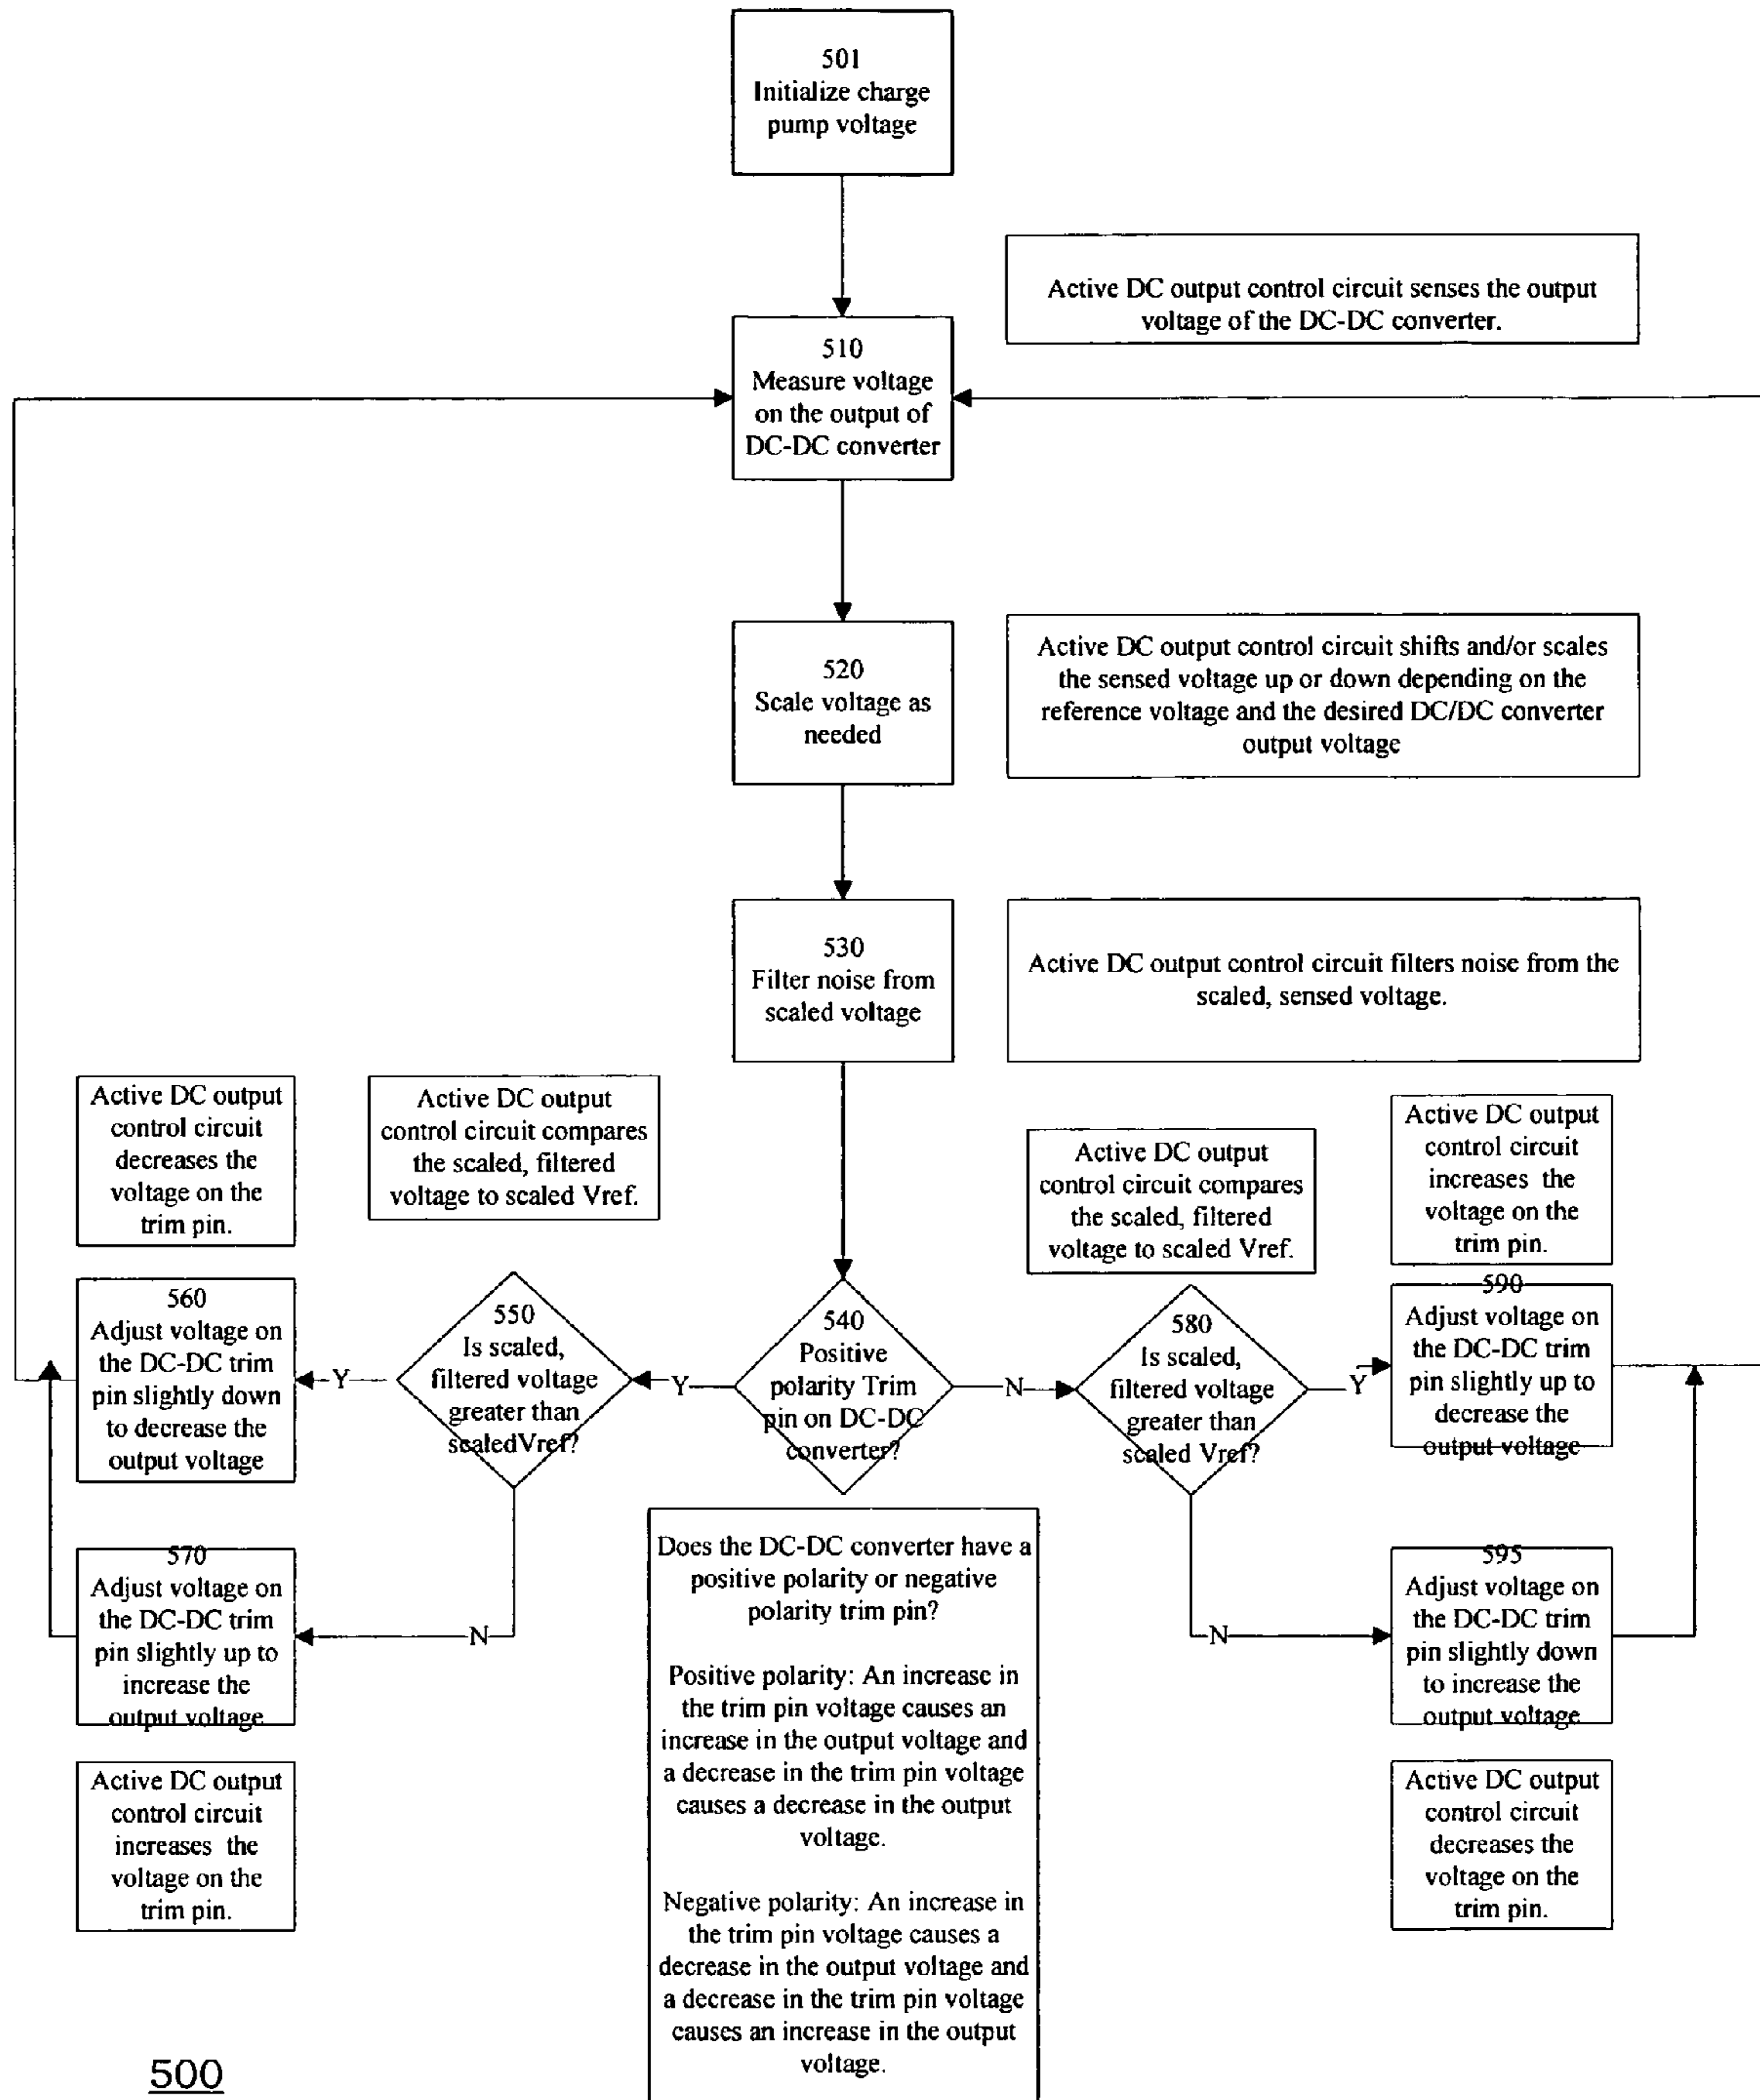 501
Initialize charge
pump voltage
Active DC output control circuit senses the output
voltage of the DC-DC converter.
510
Measure voltage
on the output of
DC-DC converter
520
Scale voltage as
needed
Active DC output control circuit shifts and/or scales
the sensed voltage up or down depending on the
reference voltage and the desired DC/DC converter
output voltage
530
Filter noise from
scaled voltage
Active DC output control circuit filters noise from the
scaled, sensed voltage.
Active DC output
control circuit
decreases the
voltage on the
trim pin.
Active DC output
control circuit compares
the scaled, filtered
voltage to scaled Vref.
Active DC output
control circuit compares
the scaled, filtered
voltage to scaled Vref.
Active DC output
control circuit
increases the
voltage on the
trim pin.
560
Adjust voltage on
the DC-DC trim
pin slightly down
to decrease the
output voltage
Y
550
Is scaled,
filtered voltage
greater than
scaledVref?
Y
540
Positive
polarity Trim
pin on DC-DC
converter?
N
580
Is scaled,
filtered voltage
greater than
scaled Vref?
Y
590
Adjust voltage on
the DC-DC trim
pin slightly up to
decrease the
output voltage
570
Adjust voltage on
the DC-DC trim
pin slightly up to
increase the
output voltage
N
Does the DC-DC converter have a
positive polarity or negative
polarity trim pin?
Positive polarity: An increase in
the trim pin voltage causes an
increase in the output voltage and
a decrease in the trim pin voltage
causes a decrease in the output
voltage.
Negative polarity: An increase in
the trim pin voltage causes a
decrease in the output voltage and
a decrease in the trim pin voltage
causes an increase in the output
voltage.
N
595
Adjust voltage on
the DC-DC trim
pin slightly down
to increase the
output voltage
Active DC output
control circuit
increases the
voltage on the
trim pin.
Active DC output
control circuit
decreases the
voltage on the
trim pin.
500